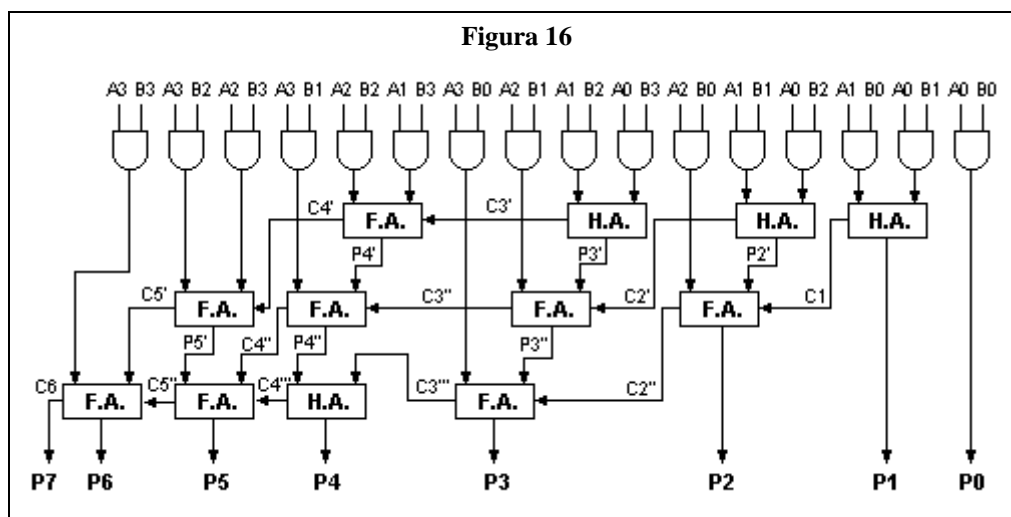 Figura 16
A3 B3 A3 B2 A2 B3 A3 B1 A2 B2 A1 B3 A3 B0 A2 B1 A1 B2 A0 B3 A2 B0 A1 B1 A0 B2 A1 B0 A0 B1 A0 B0
C4' F.A. C3' H.A. H.A. H.A.
P4' P3' P2'
C5' F.A. F.A. C3'' F.A. C2' F.A. C1
P5' C4'' P4'' P3''
C6 F.A. C5'' F.A. C4''' H.A. C3''' F.A. C2''
P7 P6 P5 P4 P3 P2 P1 P0